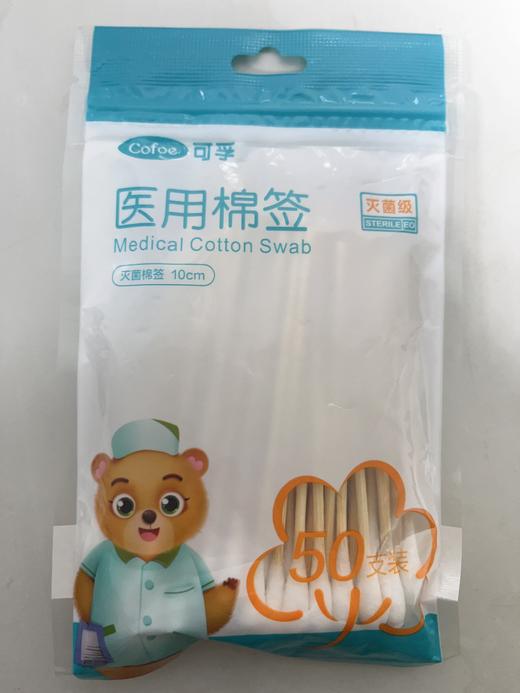 Cofoe 可孚
医用棉签
Medical Cotton Swab
灭菌棉签 10cm
灭菌级
STERILE EO
50支装